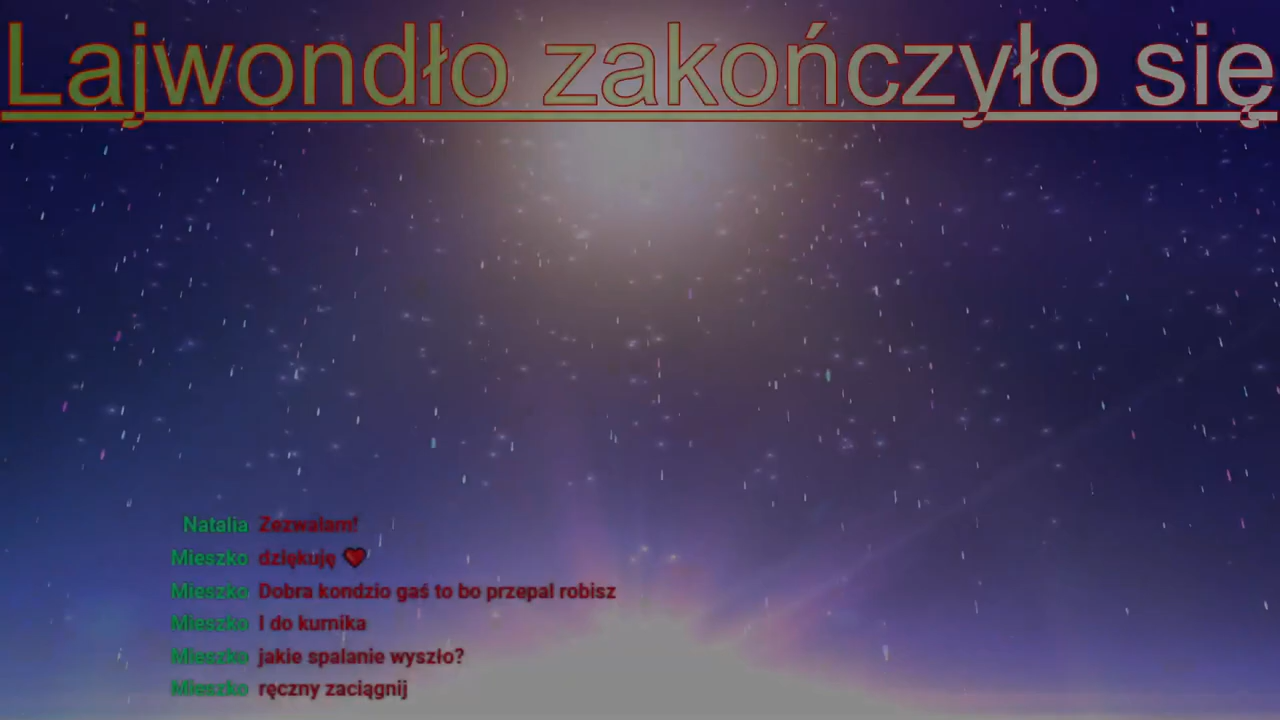 Lajwondło zakończyło się
Natalia Zezwalam!
Mieszko dziękuję ❤
Mieszko Dobra kondzio gaś to bo przepal robisz
Mieszko I do kurnika
Mieszko jakie spalanie wyszło?
Mieszko ręczny zaciągnij